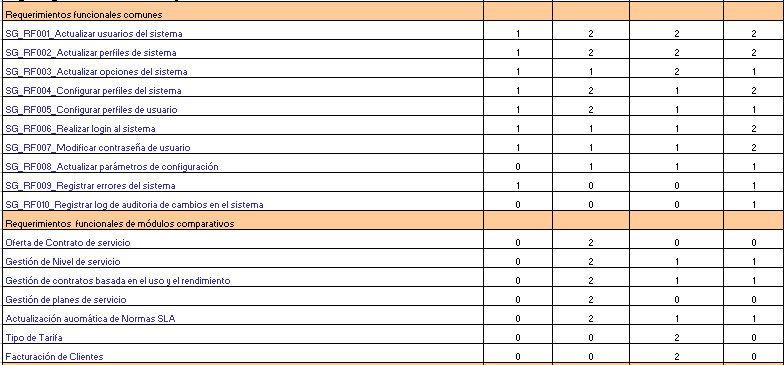 Requerimientos funcionales comunes
SG_RF001_Actualizar usuarios del sistema 1 2 2 2
SG_RF002_Actualizar perfiles de sistema 1 2 2 2
SG_RF003_Actualizar opciones del sistema 1 1 2 1
SG_RF004_Configurar perfiles del sistema 1 2 1 2
SG_RF005_Configurar perfiles de usuario 1 2 1 1
SG_RF006_Realizar login al sistema 1 1 1 2
SG_RF007_Modificar contraseña de usuario 1 1 1 2
SG_RF008_Actualizar parámetros de configuración 0 1 1 1
SG_RF009_Registrar errores del sistema 1 0 0 1
SG_RF010_Registrar log de auditoria de cambios en el sistema 0 0 0 1
Requerimientos funcionales de módulos comparativos
Oferta de Contrato de servicio 0 2 0 0
Gestión de Nivel de servicio 0 2 1 1
Gestión de contratos basada en el uso y el rendimiento 0 2 1 1
Gestión de planes de servicio 0 2 0 0
Actualización auomática de Normas SLA 0 2 1 1
Tipo de Tarifa 0 0 2 0
Facturación de Clientes 0 0 2 0